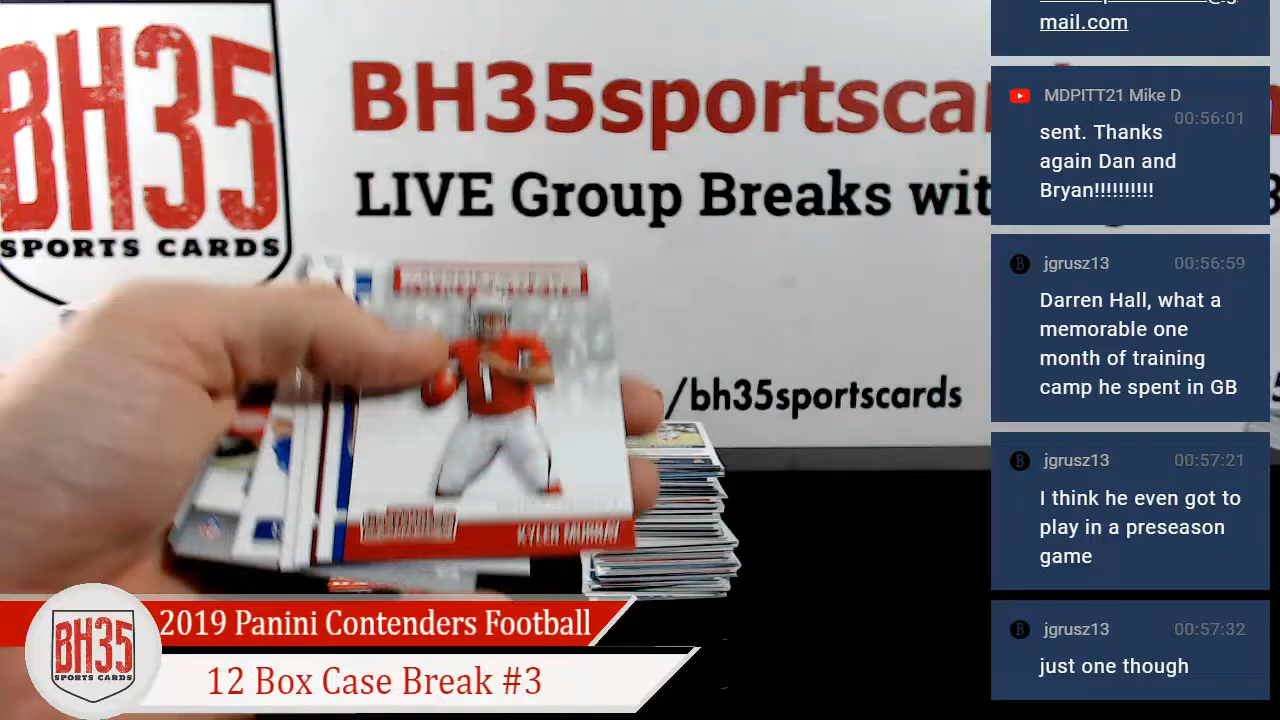 BH35
SPORTS CARDS
BH35sportscar
LIVE Group Breaks wit
/bh35sportscards
1
KYLER MURRAY
mail.com
MDPITT21 Mike D
00:56:01
sent. Thanks
again Dan and
Bryan!!!!!!!!!!
jgrusz13 00:56:59
Darren Hall, what a
memorable one
month of training
camp he spent in GB
jgrusz13 00:57:21
I think he even got to
play in a preseason
game
jgrusz13 00:57:32
just one though
BH35
SPORTS CARDS
2019 Panini Contenders Football
12 Box Case Break #3